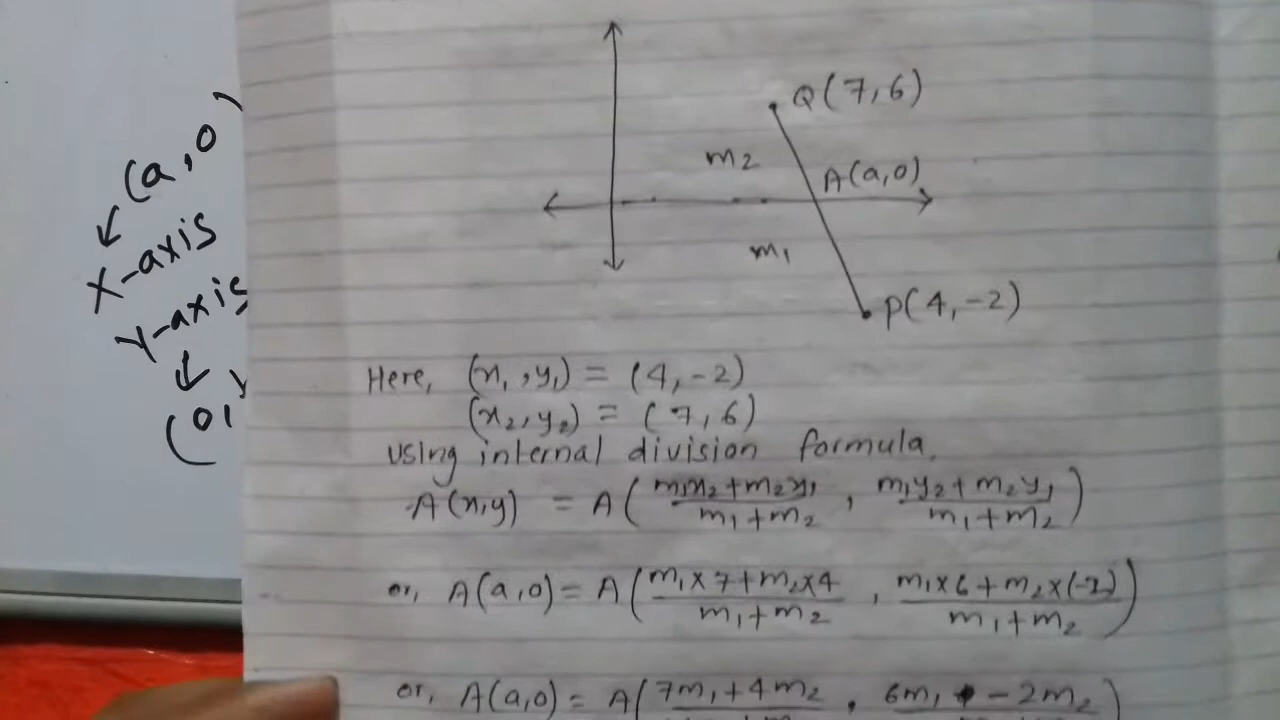 (a,0)
X-axis
Y-axis
(0,
Q(7,6)
m₂
A(a,0)
m₁
P(4,-2)
Here, (x₁,y₁) = (4,-2)
(x₂,y₂) = (7,6)
using internal division formula,
A(x,y) = A((m₁x₂+m₂x₁)/(m₁+m₂), (m₁y₂+m₂y₁)/(m₁+m₂))
or, A(a,0) = A((m₁×7+m₂×4)/(m₁+m₂), (m₁×6+m₂×(-2))/(m₁+m₂))
or, A(a,0) = A(7m₁+4m₂, 6m₁-2m₂)